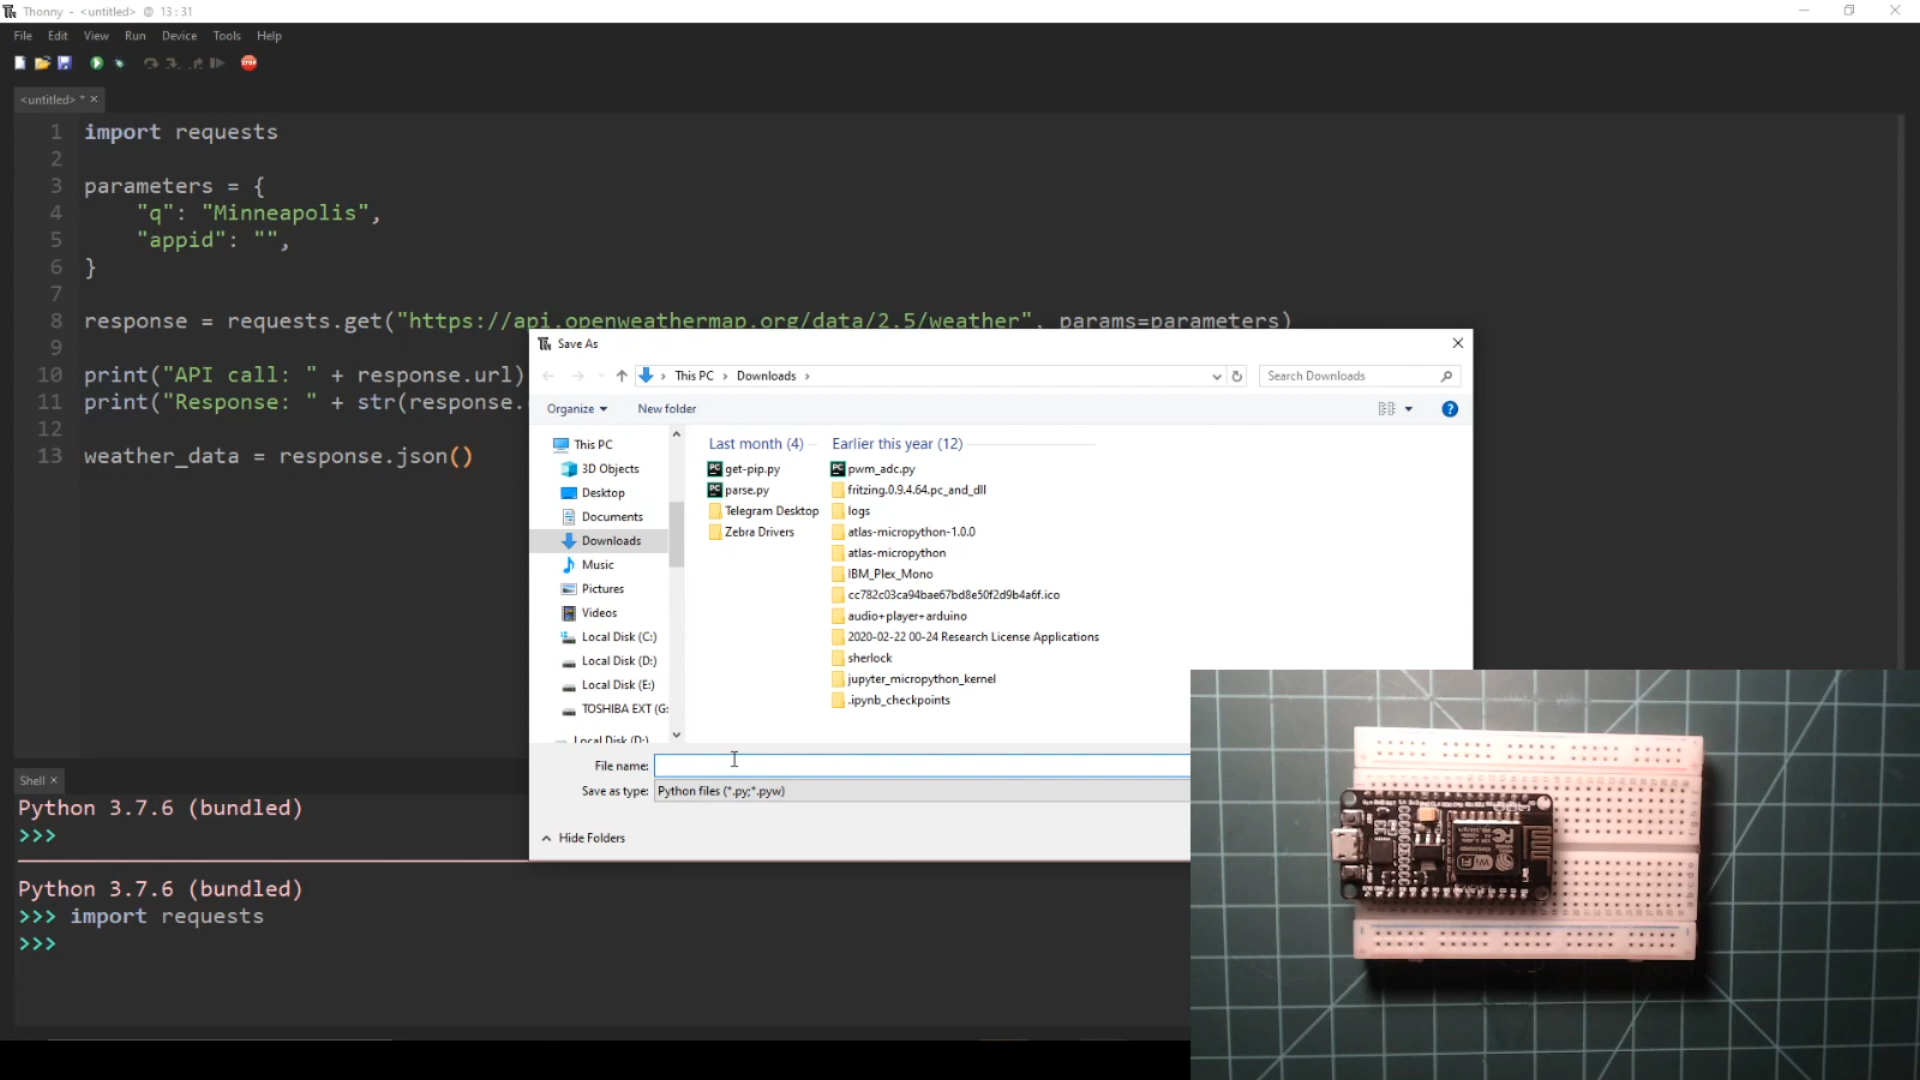 Thonny - <untitled> @ 13:31
File Edit View Run Device Tools Help
<untitled> *
1 import requests
2
3 parameters = {
4 "q": "Minneapolis",
5 "appid": "",
6 }
7
8 response = requests.get("https://api.openweathermap.org/data/2.5/weather", params=parameters)
9
10 print("API call: " + response.url)
11 print("Response: " + str(response.
12
13 weather_data = response.json()
Save As
This PC > Downloads >
Search Downloads
Organize New folder
This PC
3D Objects
Desktop
Documents
Downloads
Music
Pictures
Videos
Local Disk (C:)
Local Disk (D:)
Local Disk (E:)
TOSHIBA EXT (G:
Local Disk (D:)
Last month (4)
get-pip.py
parse.py
Telegram Desktop
Zebra Drivers
Earlier this year (12)
pwm_adc.py
fritzing.0.9.4.64.pc_and_dll
logs
atlas-micropython-1.0.0
atlas-micropython
IBM_Plex_Mono
cc782c03ca94bae67bd8e50f2d9b4a6f.ico
audio+player+arduino
2020-02-22 00-24 Research License Applications
sherlock
jupyter_micropython_kernel
.ipynb_checkpoints
File name:
Save as type: Python files (*.py;*.pyw)
Hide Folders
Shell
Python 3.7.6 (bundled)
>>>
Python 3.7.6 (bundled)
>>> import requests
>>>